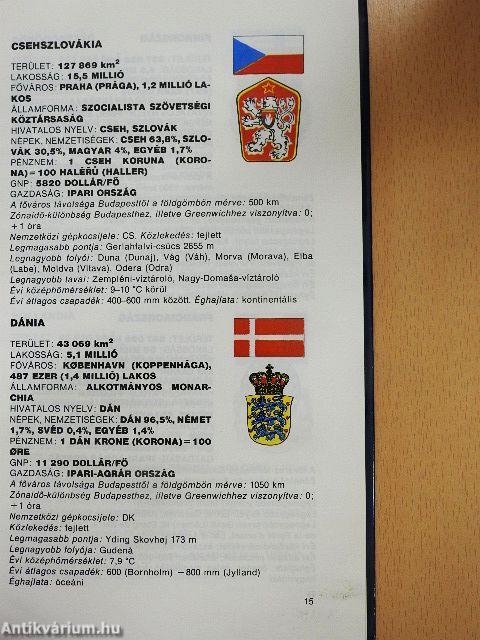 CSEHSZLOVÁKIA
TERÜLET: 127 869 km²
LAKOSSÁG: 15,5 MILLIÓ
FŐVÁROS: PRAHA (PRÁGA), 1,2 MILLIÓ LA-
KOS
ÁLLAMFORMA: SZOCIALISTA SZÖVETSÉGI
KÖZTÁRSASÁG
HIVATALOS NYELV: CSEH, SZLOVÁK
NÉPEK, NEMZETISÉGEK: CSEH 63,8%, SZLO-
VÁK 30,5%, MAGYAR 4%, EGYÉB 1,7%
PÉNZNEM: 1 CSEH KORUNA (KORO-
NA)=100 HALÉRŮ (HALLER)
GNP: 5820 DOLLÁR/FŐ
GAZDASÁG: IPARI ORSZÁG
A főváros távolsága Budapesttől a földgömbön mérve: 500 km
Zónaidő-különbség Budapesthez, illetve Greenwichhez viszonyítva: 0;
+1 óra
Nemzetközi gépkocsijele: CS. Közlekedés: fejlett
Legmagasabb pontja: Gerlahfalvi-csúcs 2655 m
Legnagyobb folyói: Duna (Dunaj), Vág (Váh), Morva (Morava), Elba
(Labe), Moldva (Vltava), Odera (Odra)
Legnagyobb tavai: Zempléni-víztároló, Nagy-Domaša-víztároló
Évi középhőmérséklet: 9–10 °C körül
Évi átlagos csapadék: 400–600 mm között. Éghajlata: kontinentális
DÁNIA
TERÜLET: 43 069 km²
LAKOSSÁG: 5,1 MILLIÓ
FŐVÁROS: KØBENHAVN (KOPPENHÁGA),
487 EZER (1,4 MILLIÓ) LAKOS
ÁLLAMFORMA: ALKOTMÁNYOS MONAR-
CHIA
HIVATALOS NYELV: DÁN
NÉPEK, NEMZETISÉGEK: DÁN 96,5%, NÉMET
1,7%, SVÉD 0,4%, EGYÉB 1,4%
PÉNZNEM: 1 DÁN KRONE (KORONA)=100
ØRE
GNP: 11 290 DOLLÁR/FŐ
GAZDASÁG: IPARI-AGRÁR ORSZÁG
A főváros távolsága Budapesttől a földgömbön mérve: 1050 km
Zónaidő-különbség Budapesthez, illetve Greenwichhez viszonyítva: 0;
+1 óra
Nemzetközi gépkocsijele: DK
Közlekedés: fejlett
Legmagasabb pontja: Yding Skovhøj 173 m
Legnagyobb folyója: Gudenå
Évi középhőmérséklet: 7,9 °C
Évi átlagos csapadék: 600 (Bornholm) –800 mm (Jylland)
Éghajlata: óceáni
15
Antikvárium.hu